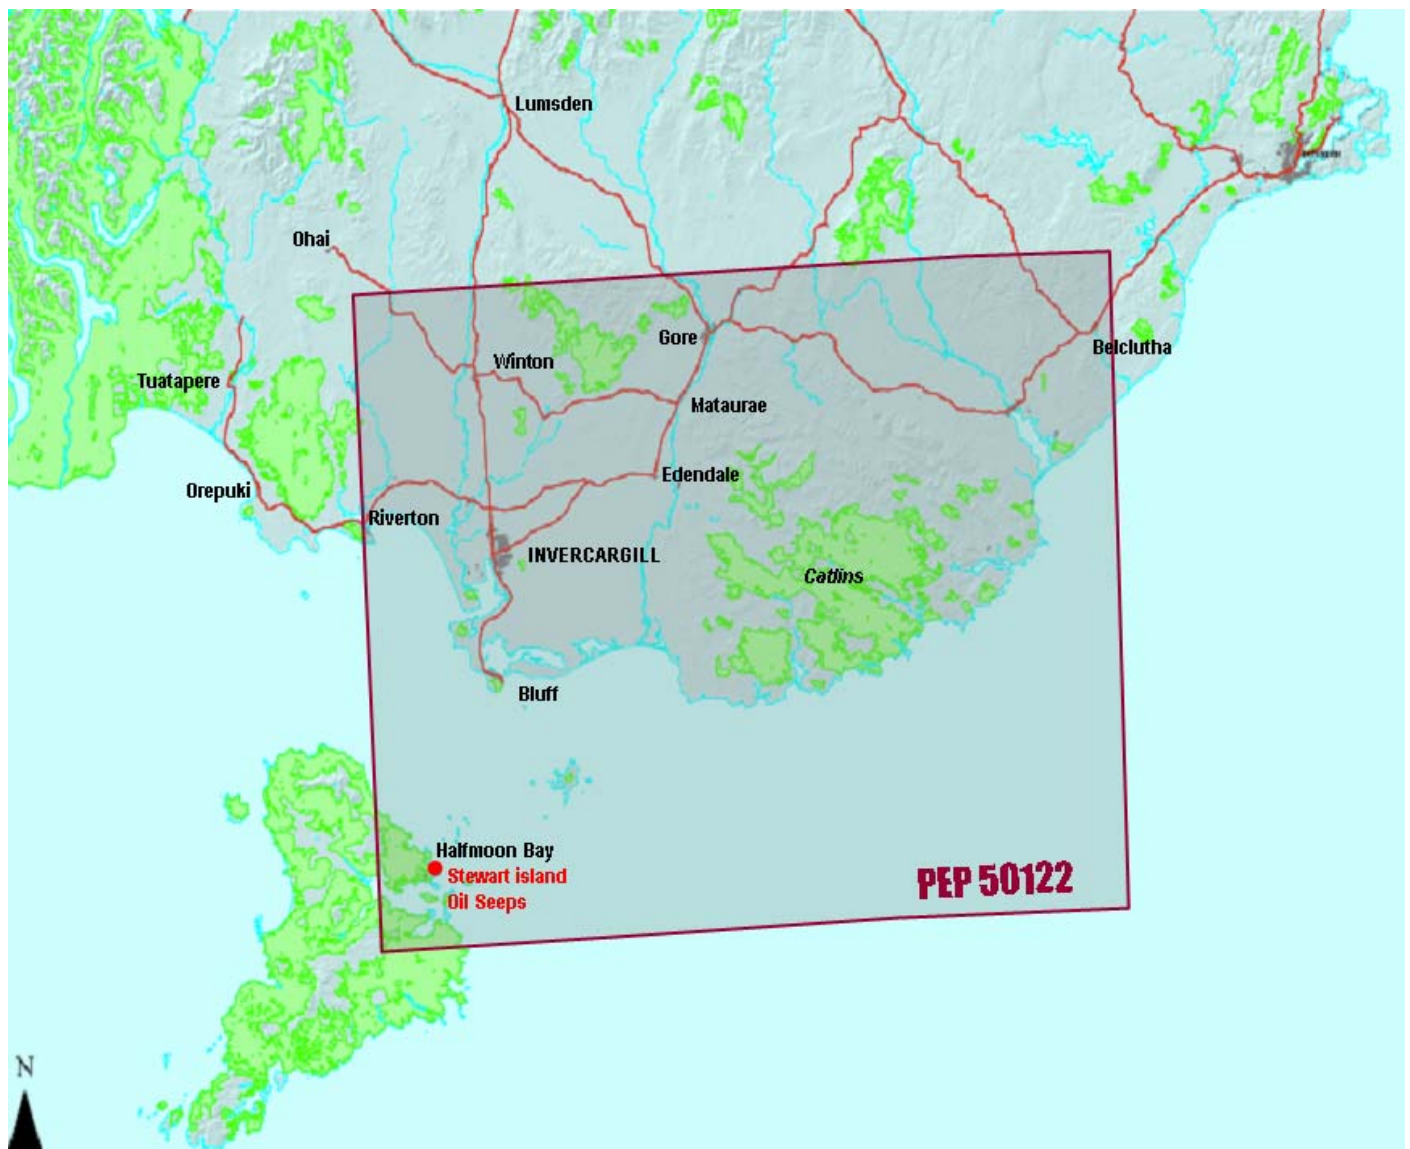 Lumsden
Ohai
Gore
Belclutha
Winton
Tuatapere
Mataurae
Edendale
Orepuki
Riverton
INVERCARGILL
Catlins
Bluff
Halfmoon Bay
Stewart island
Oil Seeps
PEP 50122
N